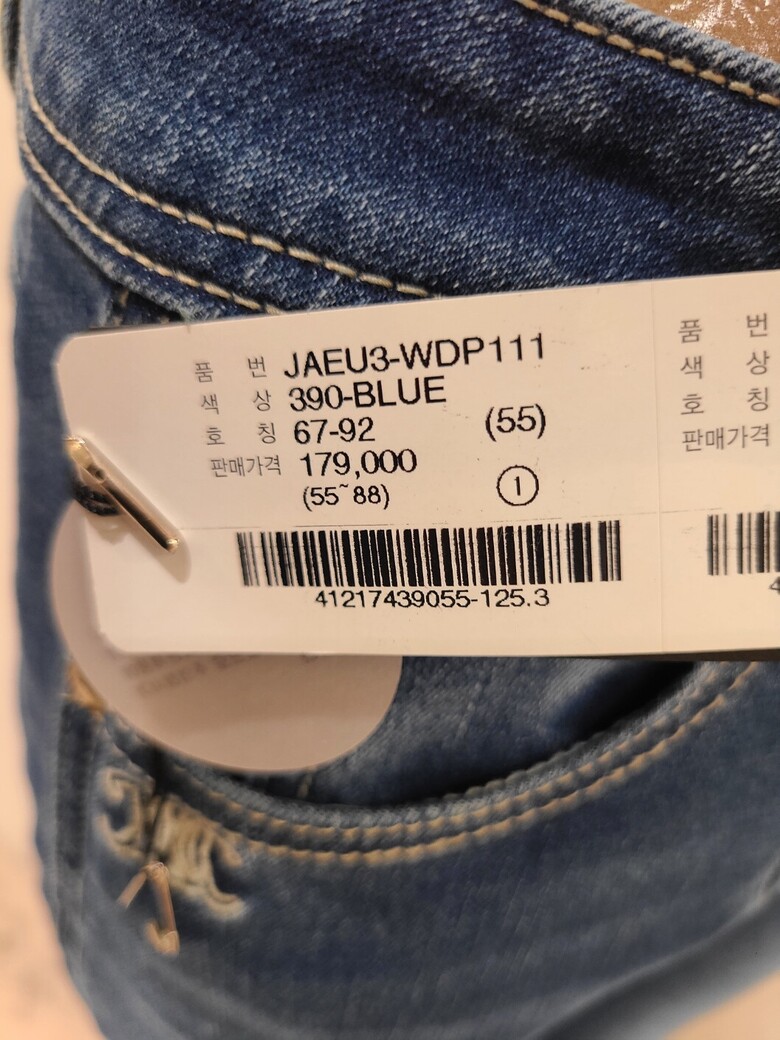 품 번 JAEU3-WDP111
색 상 390-BLUE
호 칭 67-92 (55)
판매가격 179,000
(55~88) 1
41217439055-125.3
품 번
색 상
호 칭
판매가격
4